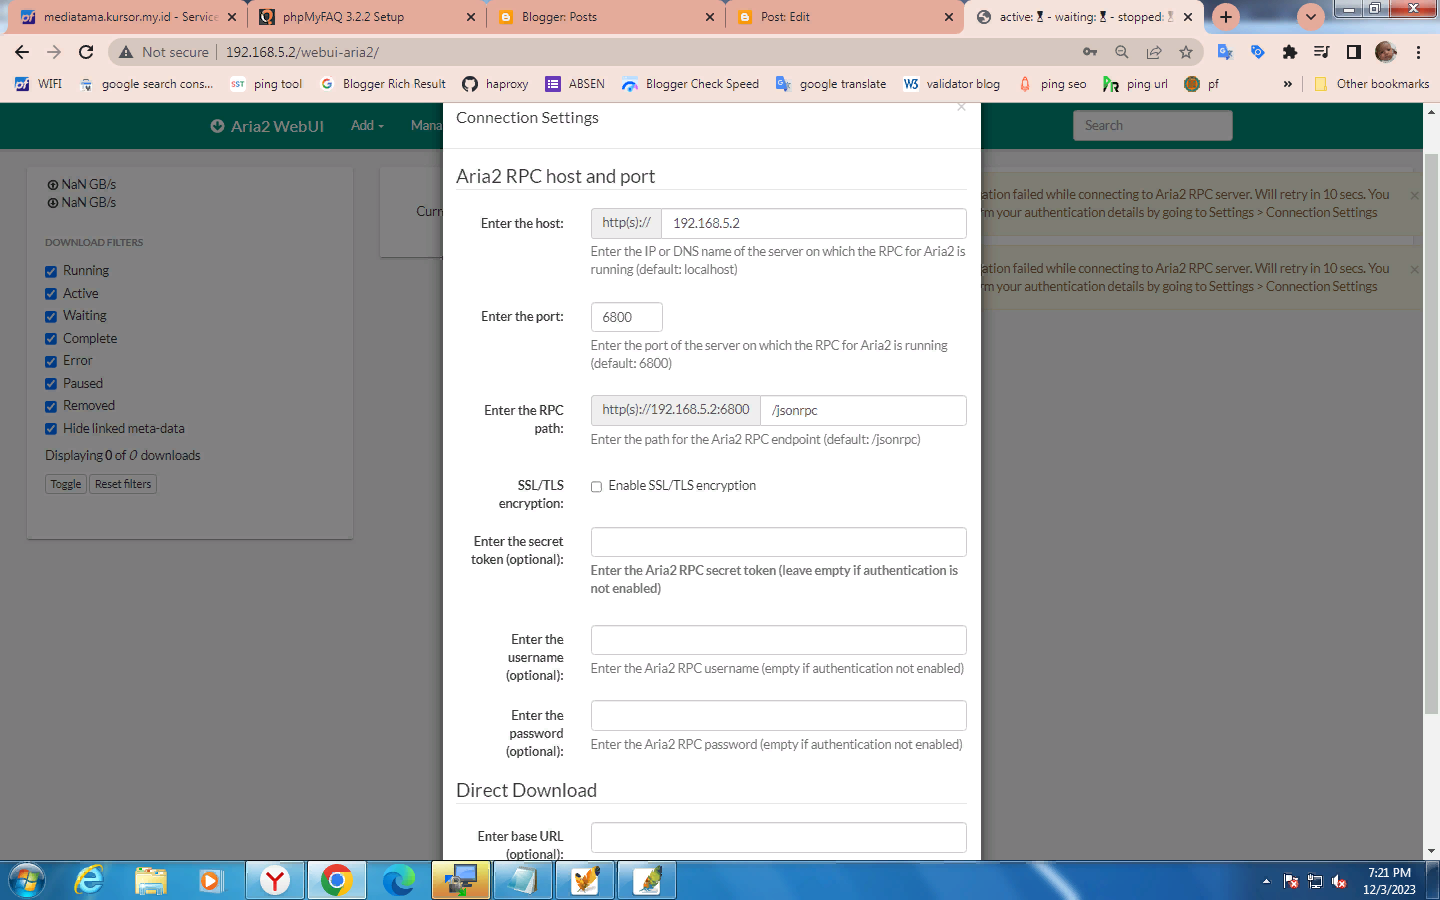 mediatama.kursor.my.id - Service
phpMyFAQ 3.2.2 Setup
Blogger: Posts
Post: Edit
active: ⌛ - waiting: ⌛ - stopped:
Not secure
192.168.5.2/webui-aria2/
WIFI
google search cons...
ping tool
Blogger Rich Result
haproxy
ABSEN
Blogger Check Speed
google translate
validator blog
ping seo
ping url
pf
»
Other bookmarks
Aria2 WebUI
Add
Mana
Search
Connection Settings
×
NaN GB/s
NaN GB/s
DOWNLOAD FILTERS
Running
Active
Waiting
Complete
Error
Paused
Removed
Hide linked meta-data
Displaying 0 of 0 downloads
Toggle
Reset filters
Curr
Aria2 RPC host and port
Enter the host:
http(s)://
192.168.5.2
Enter the IP or DNS name of the server on which the RPC for Aria2 is
running (default: localhost)
Enter the port:
6800
Enter the port of the server on which the RPC for Aria2 is running
(default: 6800)
Enter the RPC
path:
http(s)://192.168.5.2:6800
/jsonrpc
Enter the path for the Aria2 RPC endpoint (default: /jsonrpc)
SSL/TLS
encryption:
Enable SSL/TLS encryption
Enter the secret
token (optional):
Enter the Aria2 RPC secret token (leave empty if authentication is
not enabled)
Enter the
username
(optional):
Enter the Aria2 RPC username (empty if authentication not enabled)
Enter the
password
(optional):
Enter the Aria2 RPC password (empty if authentication not enabled)
Direct Download
Enter base URL
(optional):
ation failed while connecting to Aria2 RPC server. Will retry in 10 secs. You
rm your authentication details by going to Settings > Connection Settings
×
ation failed while connecting to Aria2 RPC server. Will retry in 10 secs. You
rm your authentication details by going to Settings > Connection Settings
×
7:21 PM
12/3/2023